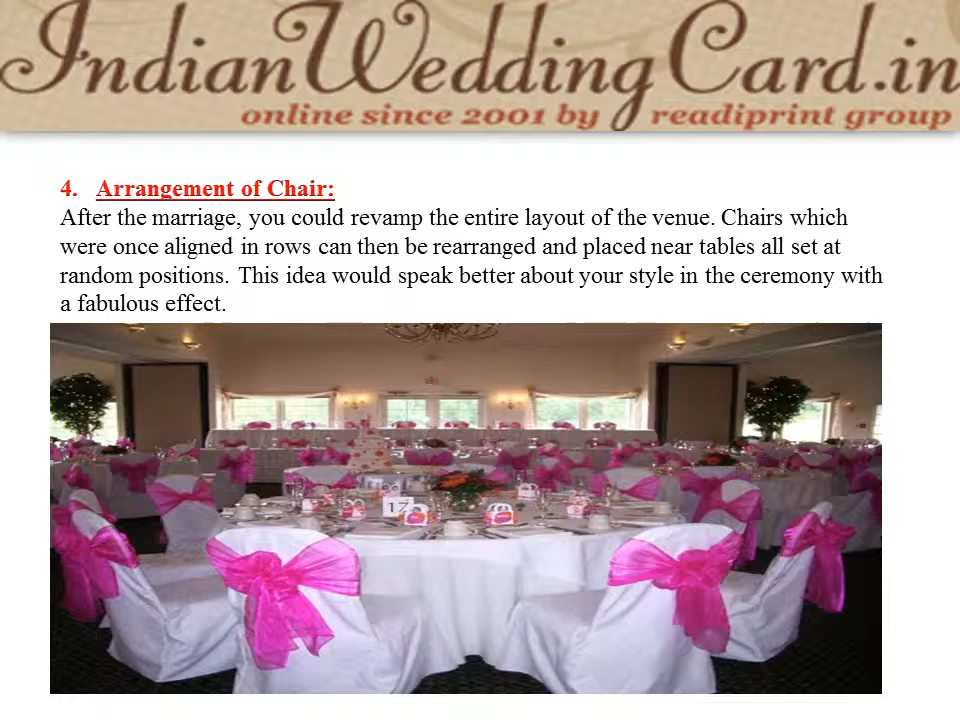 IndianWeddingCard.in
online since 2001 by readiprint group
4. Arrangement of Chair:
After the marriage, you could revamp the entire layout of the venue. Chairs which
were once aligned in rows can then be rearranged and placed near tables all set at
random positions. This idea would speak better about your style in the ceremony with
a fabulous effect.
17